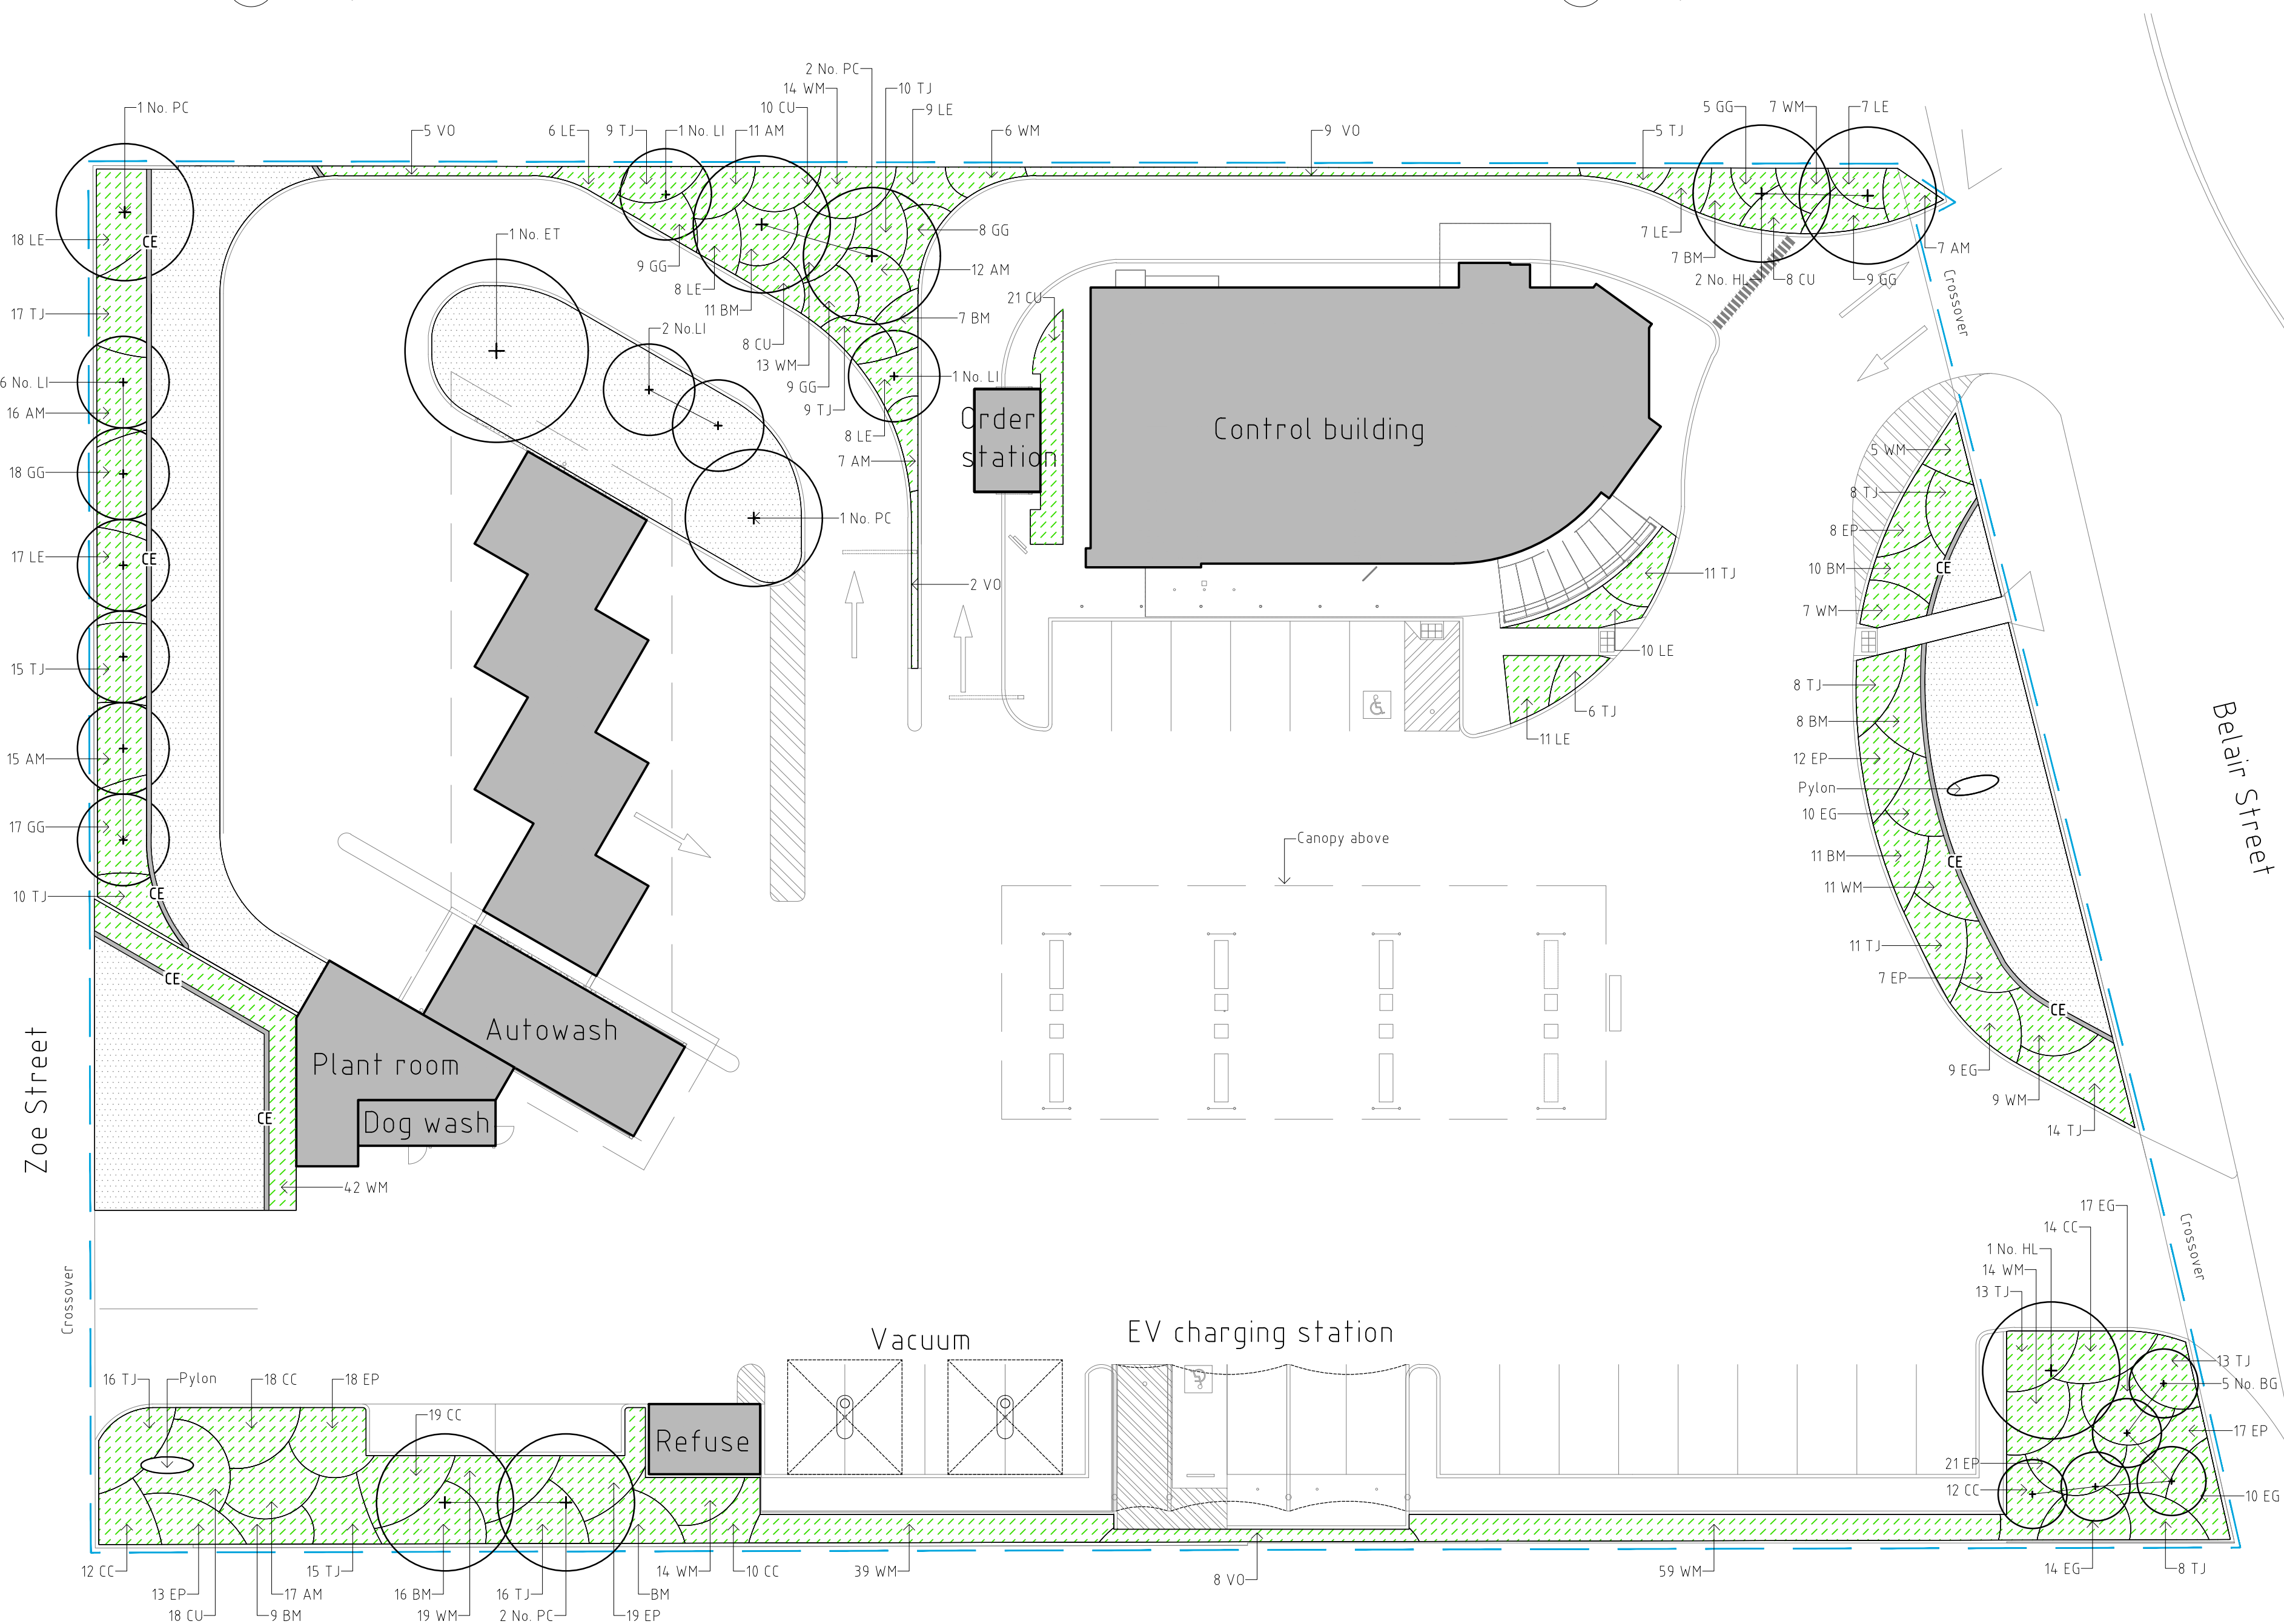 2 No. PC
14 WM
10 TJ
1 No. PC
10 CU
9 LE
5 GG
7 WM
7 LE
5 VO
6 LE
9 TJ
1 No. LI
11 AM
6 WM
9 VO
5 TJ
18 LE
CE
1 No. ET
8 GG
7 LE
7 AM
9 GG
12 AM
7 BM
8 LE
2 No. HL
8 CU
9 GG
Crossover
21 CU
11 BM
17 TJ
7 BM
2 No.LI
8 CU
13 WM
6 No. LI
1 No. LI
9 GG
16 AM
9 TJ
Order
station
Control building
8 LE
5 WM
7 AM
18 GG
8 TJ
1 No. PC
8 EP
17 LE
CE
10 BM
CE
11 TJ
2 VO
7 WM
15 TJ
10 LE
8 TJ
6 TJ
8 BM
11 LE
15 AM
12 EP
Belair Street
Pylon
10 EG
17 GG
Canopy above
11 BM
CE
11 WM
10 TJ
CE
11 TJ
CE
7 EP
CE
Autowash
Plant room
Zoe Street
9 EG
CE
Dog wash
9 WM
14 TJ
42 WM
17 EG
14 CC
Crossover
1 No. HL
14 WM
13 TJ
Crossover
Vacuum
EV charging station
13 TJ
16 TJ
Pylon
18 CC
18 EP
5 No. BG
19 CC
17 EP
Refuse
21 EP
12 CC
10 EG
12 CC
15 TJ
14 WM
10 CC
39 WM
8 VO
59 WM
14 EG
8 TJ
13 EP
17 AM
16 BM
16 TJ
BM
18 CU
9 BM
19 WM
2 No. PC
19 EP